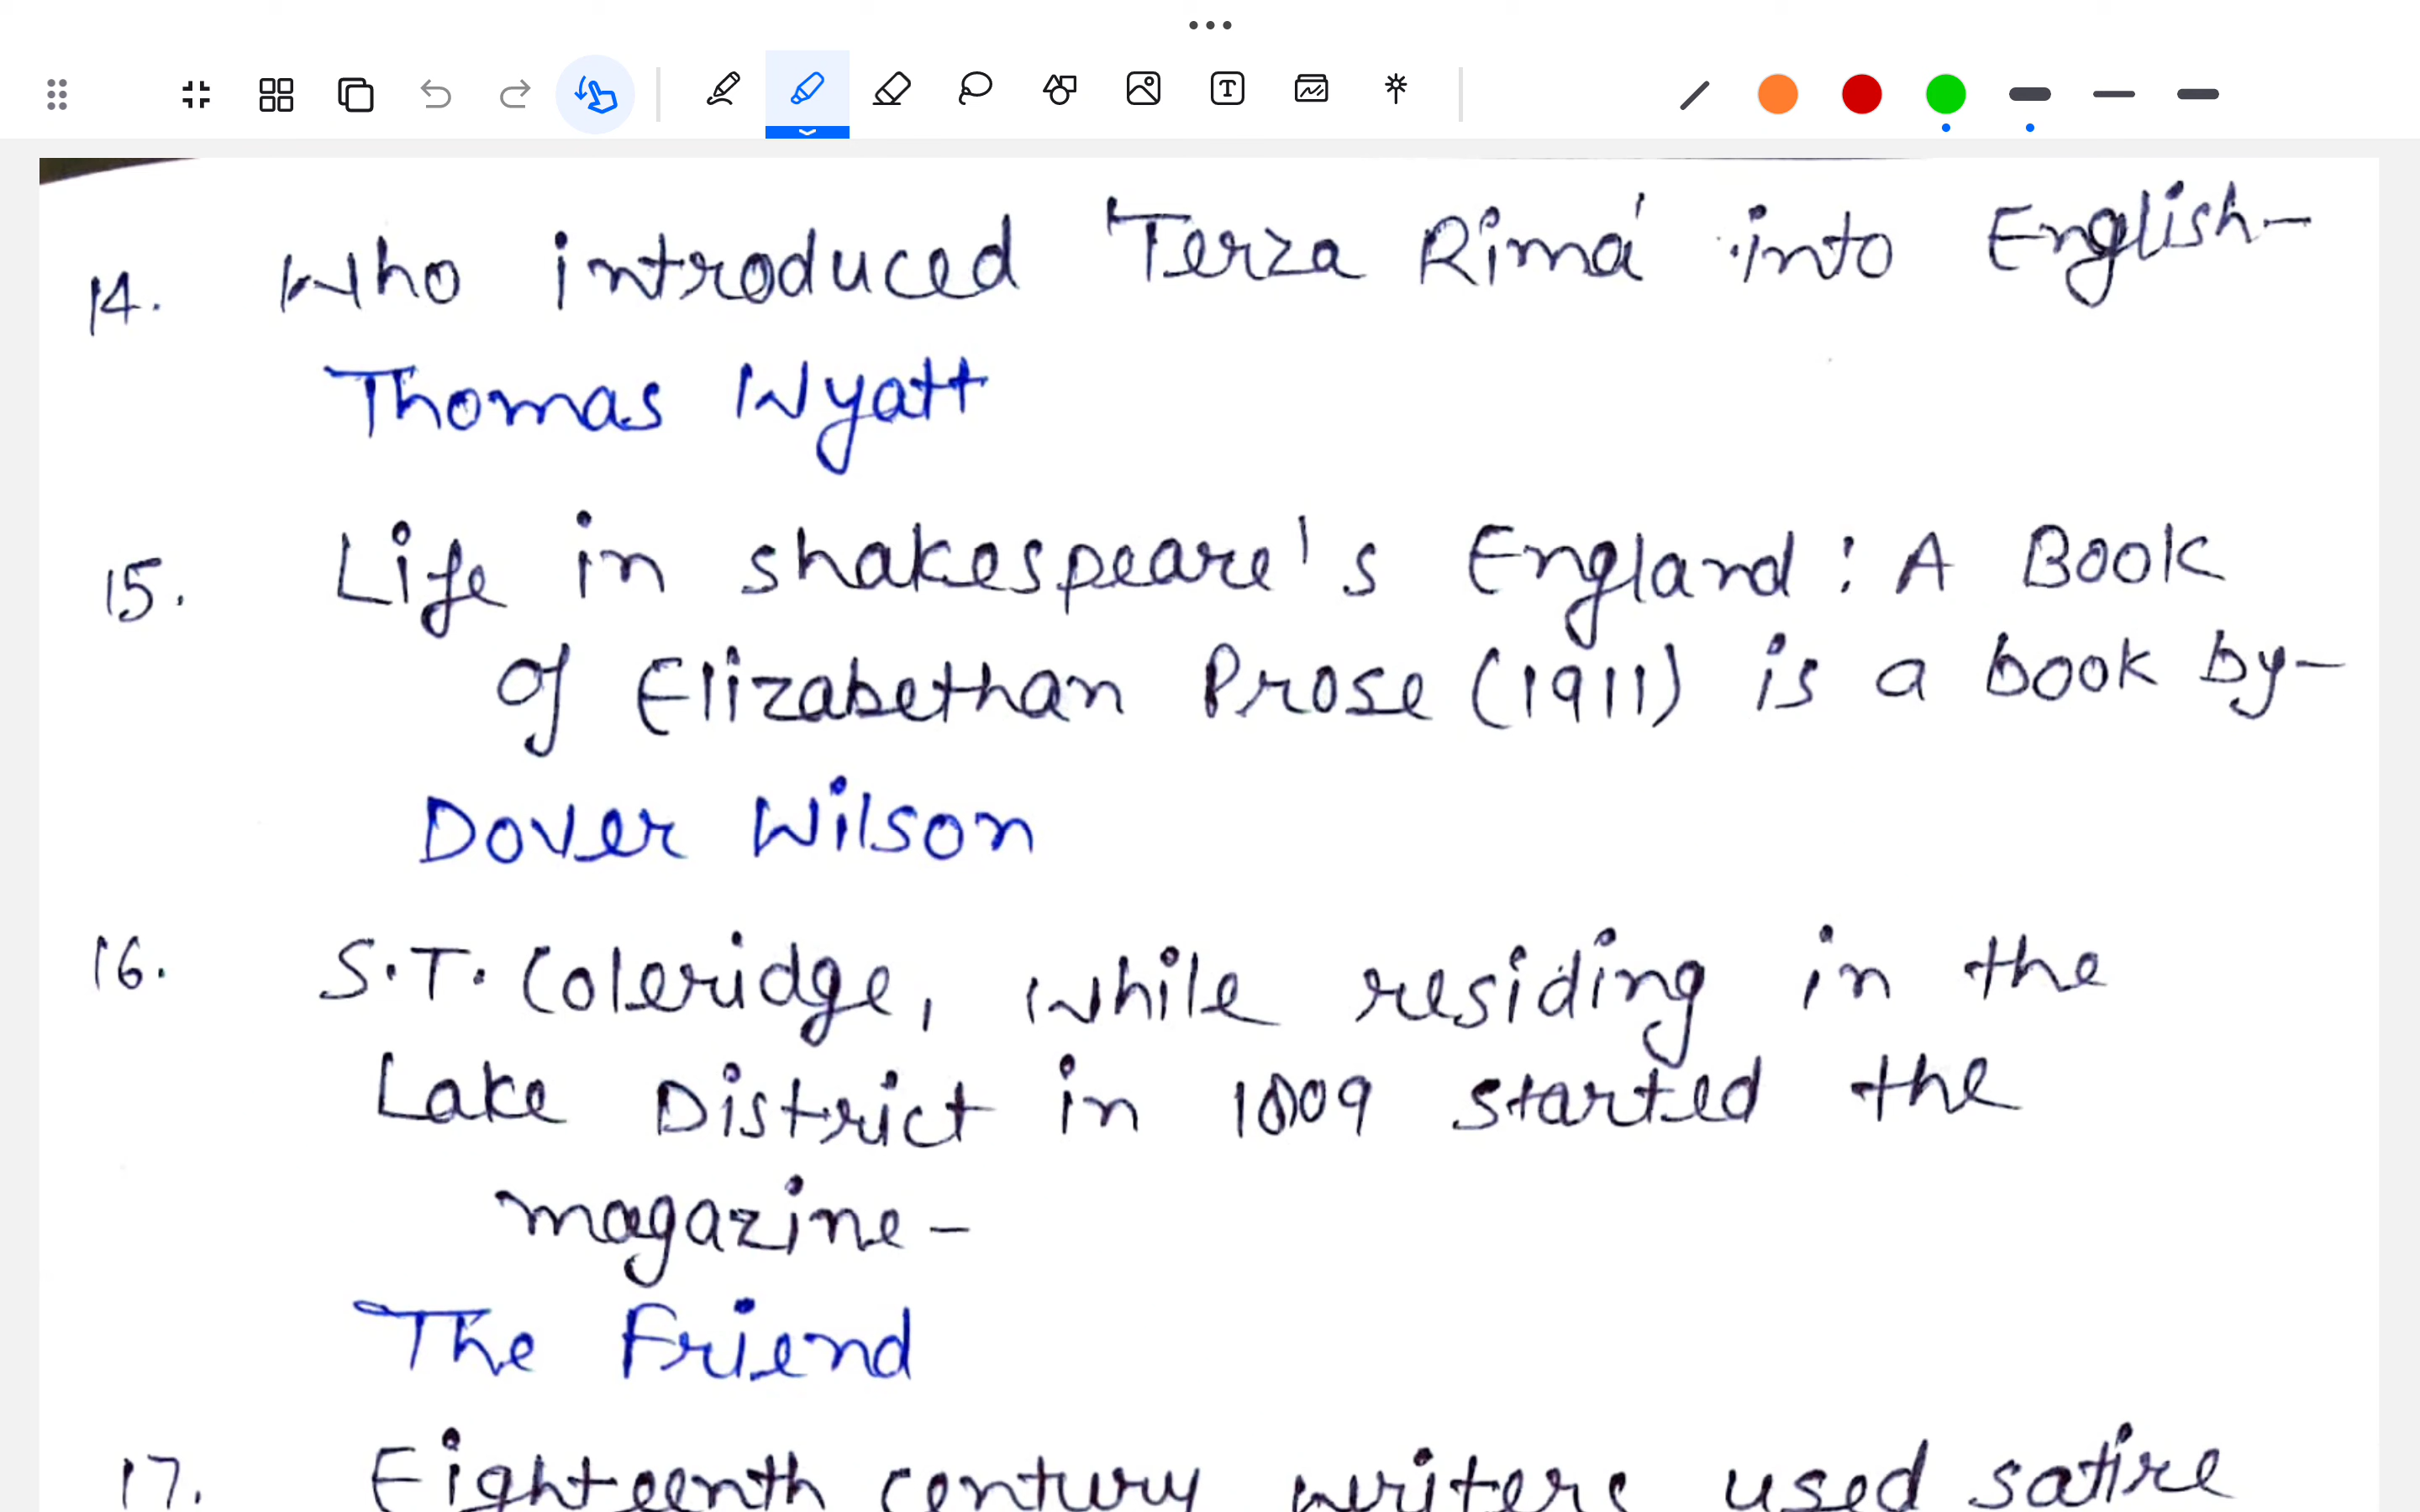 14. Who introduced 'Terza Rima' into English-
Thomas Wyatt
15. Life in shakespeare's England : A Book
of Elizabethan Prose (1911) is a book by-
Dover Wilson
16. S.T. Coleridge, while residing in the
Lake District in 1809 started the
magazine-
The Friend
17. Eighteenth century writers used satire